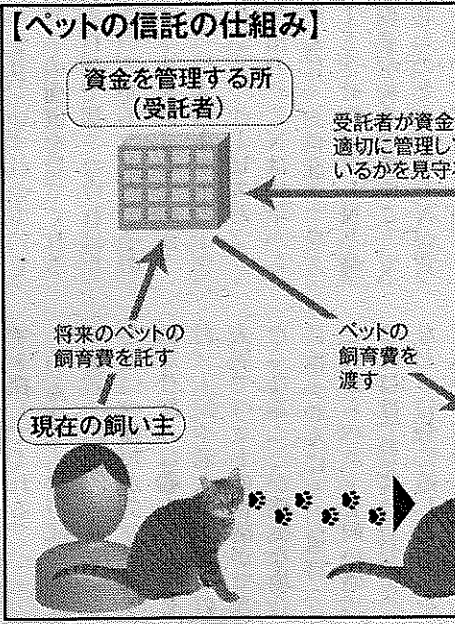 【ペットの信託の仕組み】
資金を管理する所
(受託者)
受託者が資金
適切に管理し
いるかを見守
将来のペットの
飼育費を託す
ペットの
飼育費を
渡す
現在の飼い主